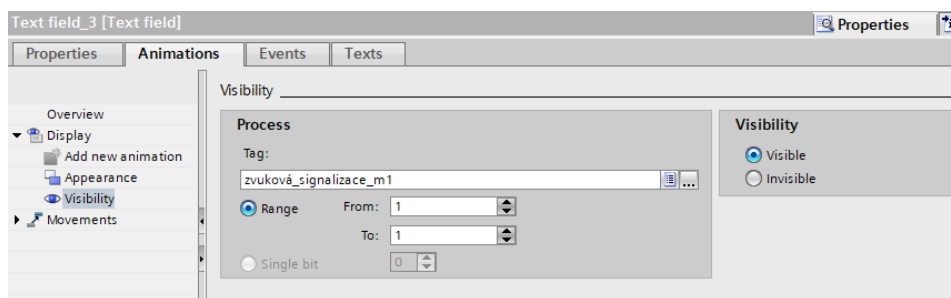 Text field_3 [Text field]
Properties
Properties
Animations
Events
Texts
Visibility
Overview
Display
Add new animation
Appearance
Visibility
Movements
Process
Tag:
zvuková_signalizace_m1
...
Range
From: 1
To: 1
Single bit
0
Visibility
Visible
Invisible